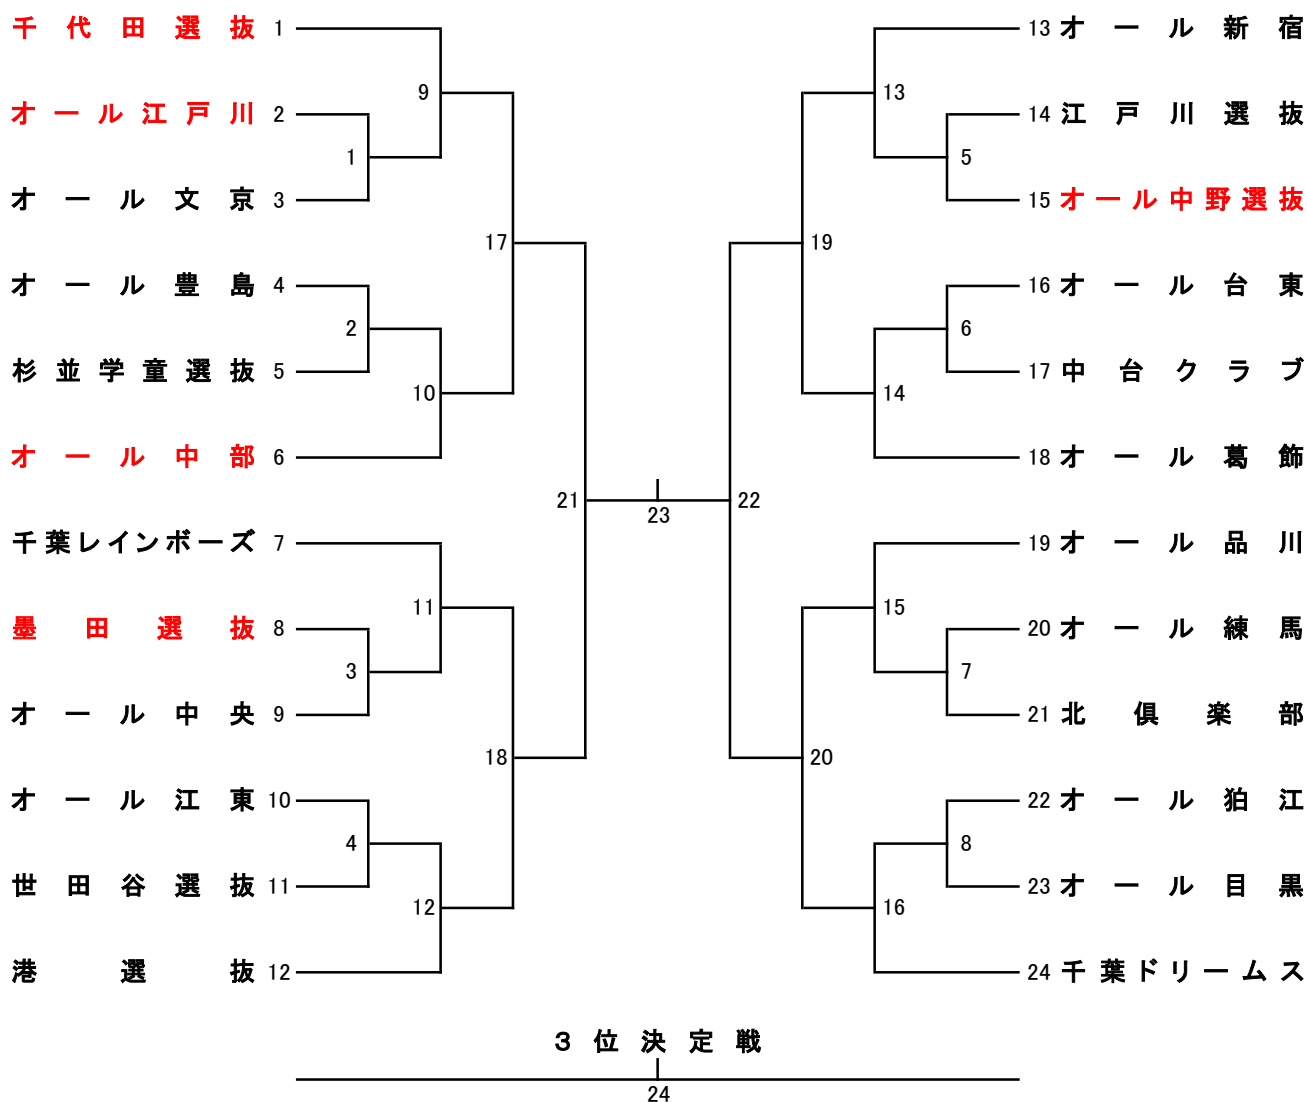 千代田選抜 1
オール江戸川 2
オール文京 3
オール豊島 4
杉並学童選抜 5
オール中部 6
千葉レインボーズ 7
墨田選抜 8
オール中央 9
オール江東 10
世田谷選抜 11
港選抜 12
1
2
3
4
9
10
11
12
17
18
21
23
22
19
20
13
14
15
16
5
6
7
8
13 オール新宿
14 江戸川選抜
15 オール中野選抜
16 オール台東
17 中台クラブ
18 オール葛飾
19 オール品川
20 オール練馬
21 北倶楽部
22 オール狛江
23 オール目黒
24 千葉ドリームス
3位決定戦
24